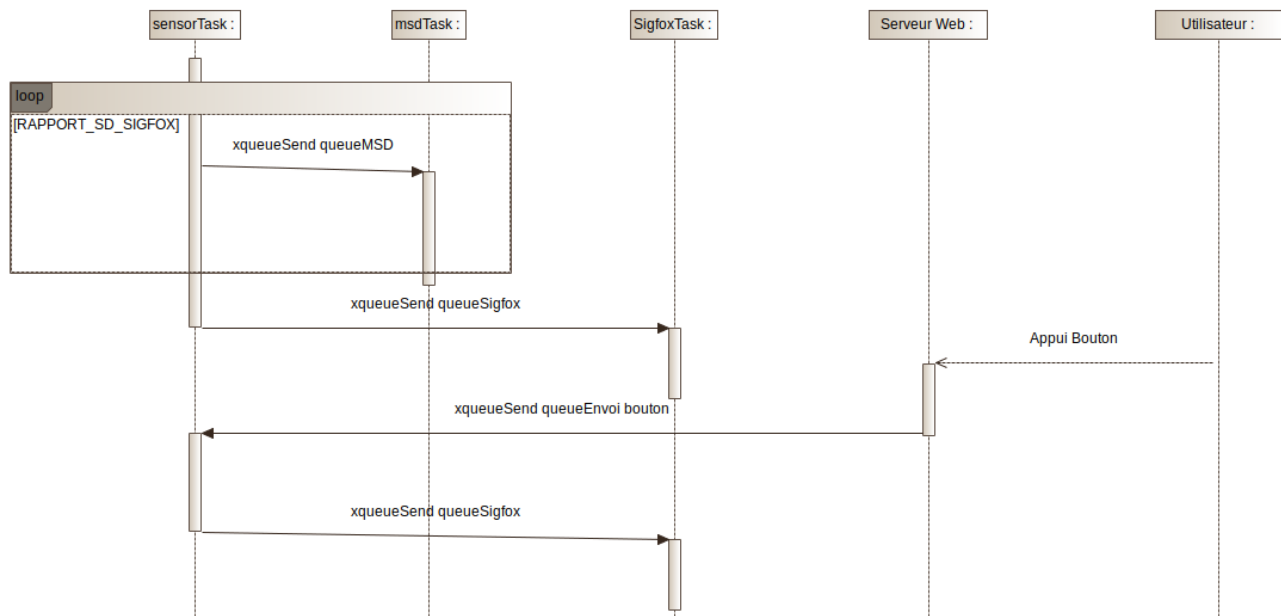 sensorTask :
msdTask :
SigfoxTask :
Serveur Web :
Utilisateur :
loop
[RAPPORT_SD_SIGFOX]
xqueueSend queueMSD
xqueueSend queueSigfox
Appui Bouton
xqueueSend queueEnvoi bouton
xqueueSend queueSigfox